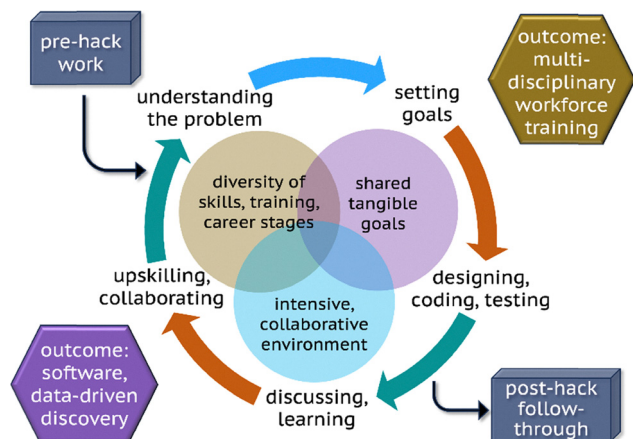 pre-hack
work
outcome:
multi-
disciplinary
workforce
training
understanding
the problem
setting
goals
diversity of
skills, training,
career stages
shared
tangible
goals
upskilling,
collaborating
designing,
coding, testing
intensive,
collaborative
environment
outcome:
software,
data-driven
discovery
discussing,
learning
post-hack
follow-
through